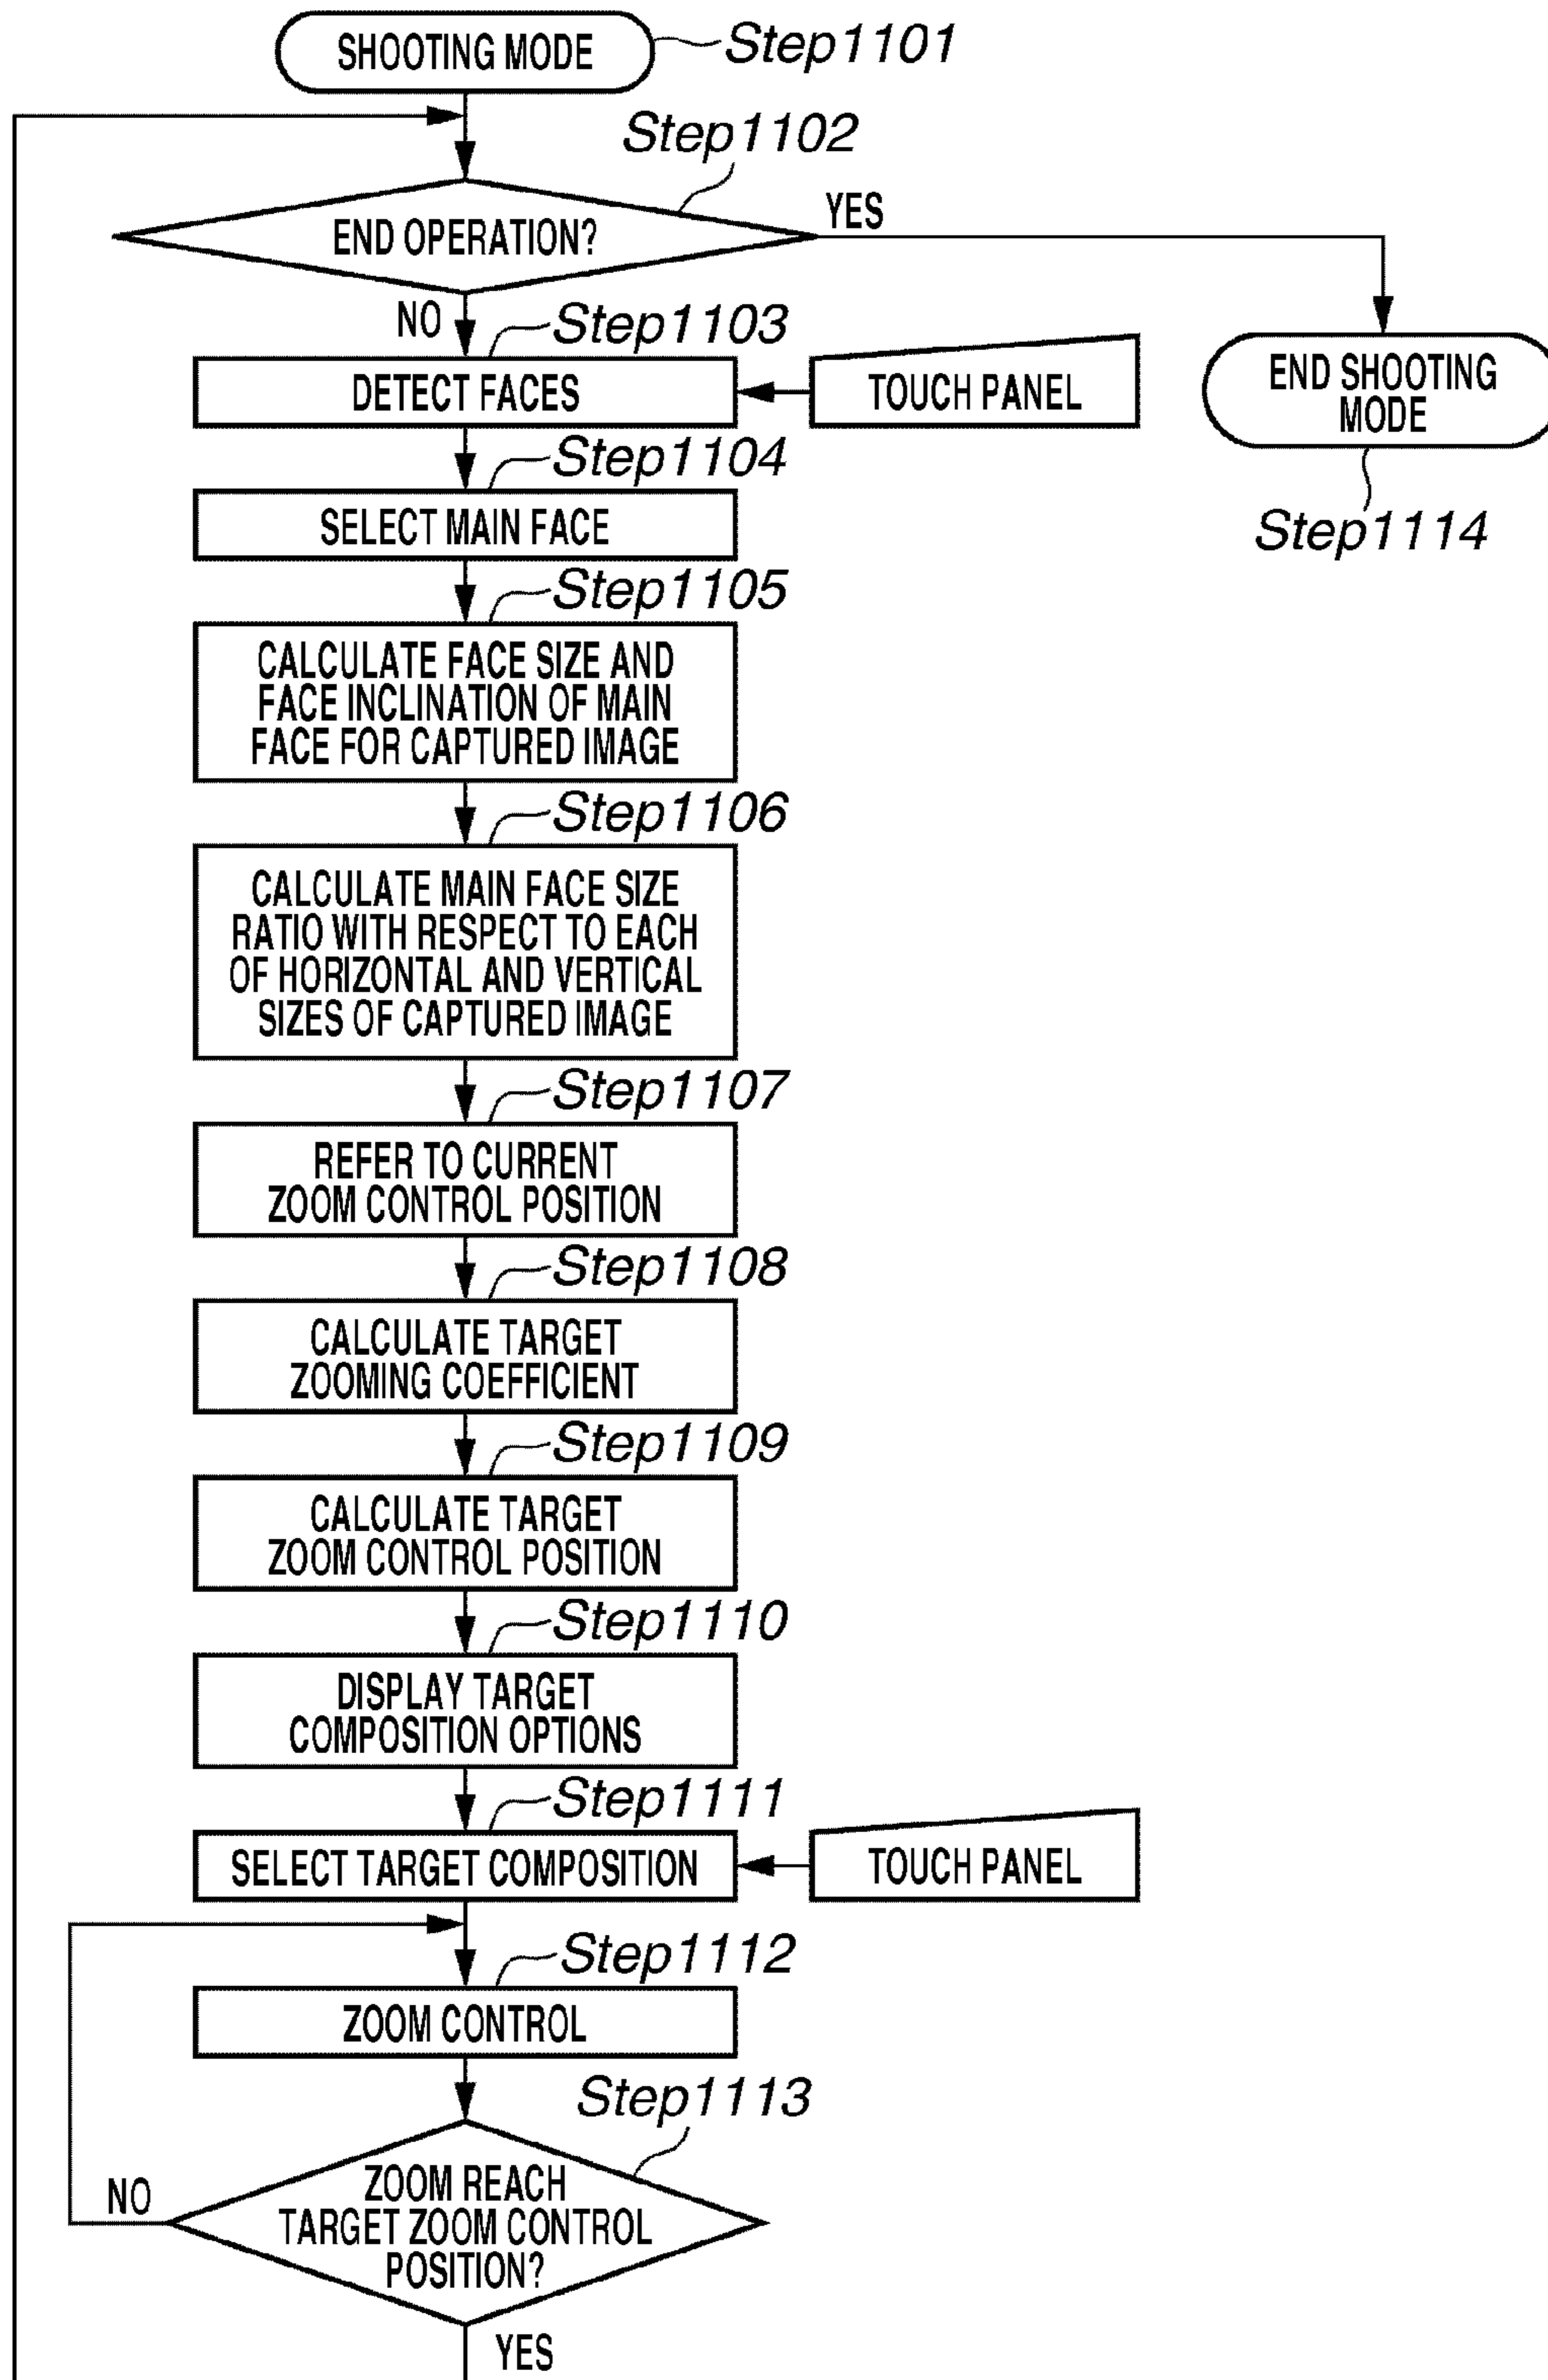 SHOOTING MODE
Step1101
Step1102
END OPERATION?
YES
NO
Step1103
DETECT FACES
TOUCH PANEL
END SHOOTING
MODE
Step1114
Step1104
SELECT MAIN FACE
Step1105
CALCULATE FACE SIZE AND
FACE INCLINATION OF MAIN
FACE FOR CAPTURED IMAGE
Step1106
CALCULATE MAIN FACE SIZE
RATIO WITH RESPECT TO EACH
OF HORIZONTAL AND VERTICAL
SIZES OF CAPTURED IMAGE
Step1107
REFER TO CURRENT
ZOOM CONTROL POSITION
Step1108
CALCULATE TARGET
ZOOMING COEFFICIENT
Step1109
CALCULATE TARGET
ZOOM CONTROL POSITION
Step1110
DISPLAY TARGET
COMPOSITION OPTIONS
Step1111
SELECT TARGET COMPOSITION
TOUCH PANEL
Step1112
ZOOM CONTROL
Step1113
ZOOM REACH
TARGET ZOOM CONTROL
POSITION?
NO
YES